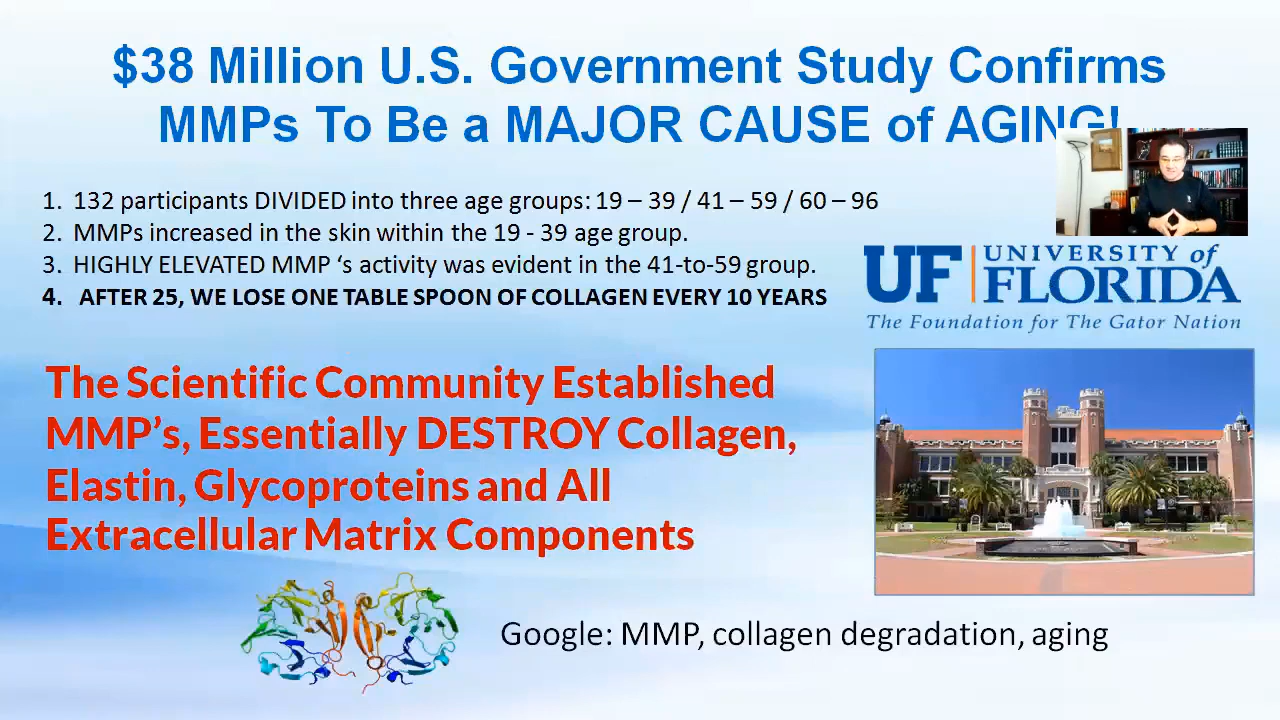 $38 Million U.S. Government Study Confirms
MMPs To Be a MAJOR CAUSE of AGING!
1. 132 participants DIVIDED into three age groups: 19 – 39 / 41 – 59 / 60 – 96
2. MMPs increased in the skin within the 19 - 39 age group.
3. HIGHLY ELEVATED MMP ‘s activity was evident in the 41-to-59 group.
4. AFTER 25, WE LOSE ONE TABLE SPOON OF COLLAGEN EVERY 10 YEARS
UF UNIVERSITY of
FLORIDA
The Foundation for The Gator Nation
The Scientific Community Established
MMP’s, Essentially DESTROY Collagen,
Elastin, Glycoproteins and All
Extracellular Matrix Components
Google: MMP, collagen degradation, aging